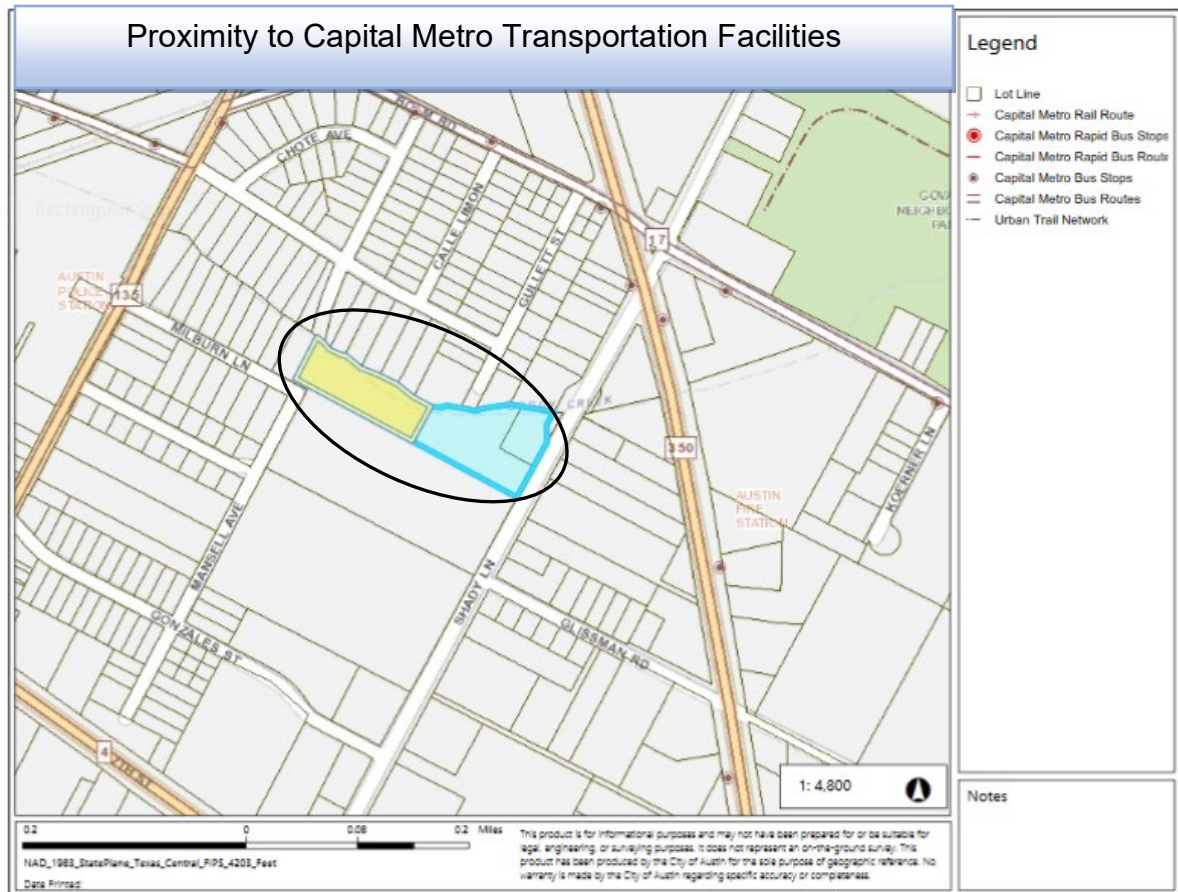 Proximity to Capital Metro Transportation Facilities
Legend
Lot Line
Capital Metro Rail Route
Capital Metro Rapid Bus Stops
Capital Metro Rapid Bus Route
Capital Metro Bus Stops
Capital Metro Bus Routes
Urban Trail Network
CHOTE AVE
CALLE LIMON
GULLETT ST
17
AUSTIN
POLICE
STATION
135
MILBURN LN
CREEK
350
KOERNER LN
AUSTIN
FIRE
STATION
MANSELL AVE
SHADY LN
GONZALES ST
GLISSMAN RD
4
7TH ST
1: 4,800
Notes
0.2 0 0.08 0.2 Miles
NAD_1983_StatePlane_Texas_Central_FIPS_4203_Feet
Date Printed:
This product is for informational purposes and may not have been prepared for or be suitable for
legal, engineering, or surveying purposes. It does not represent an on-the-ground survey. This
product has been produced by the City of Austin for the sole purpose of geographic reference. No
warranty is made by the City of Austin regarding specific accuracy or completeness.